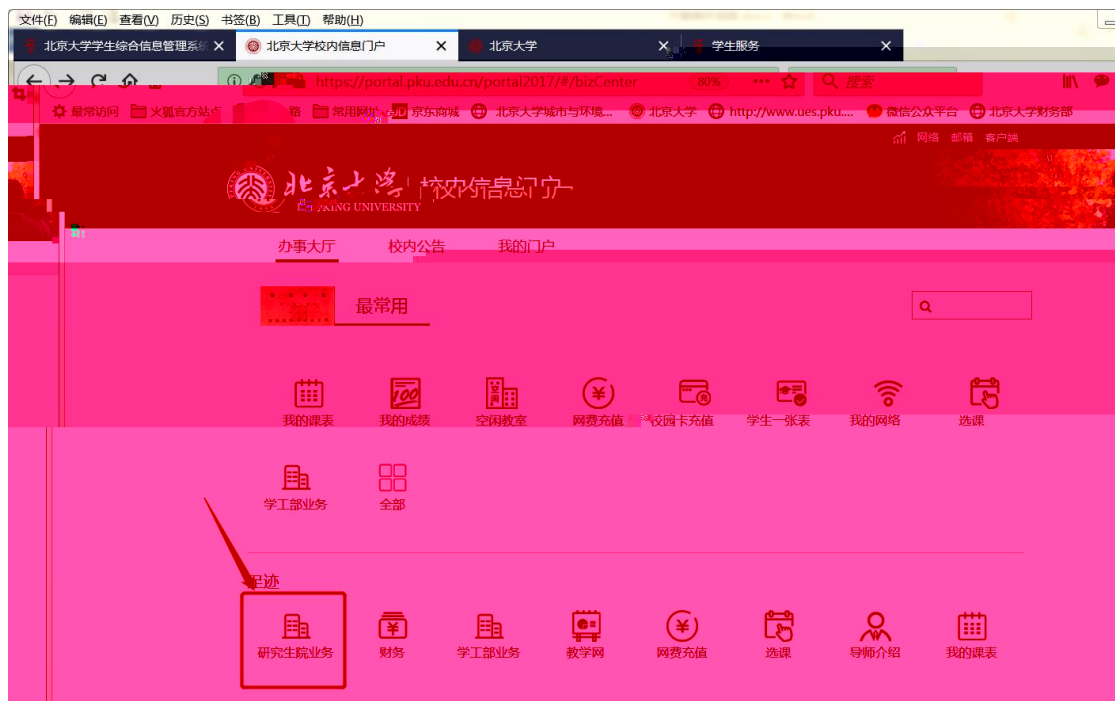 文件(F) 编辑(E) 查看(V) 历史(S) 书签(B) 工具(T) 帮助(H)
北京大学学生综合信息管理系统 北京大学校内信息门户 北京大学 学生服务
https://portal.pku.edu.cn/portal2017/#/bizCenter 80% 搜索
最常访问 火狐官方站点 常用网址 JD 京东商城 北京大学城市与环境... 北京大学 http://www.ues.pku.... 微信公众平台 北京大学财务部
网络 邮箱 客户端
北京大学 校内信息门户
PEKING UNIVERSITY
办事大厅 校内公告 我的门户
最常用
我的课表 我的成绩 空闲教室 网费充值 校园卡充值 学生一张表 我的网络 选课
学工部业务 全部
足迹
研究生院业务 财务 学工部业务 教学网 网费充值 选课 导师介绍 我的课表